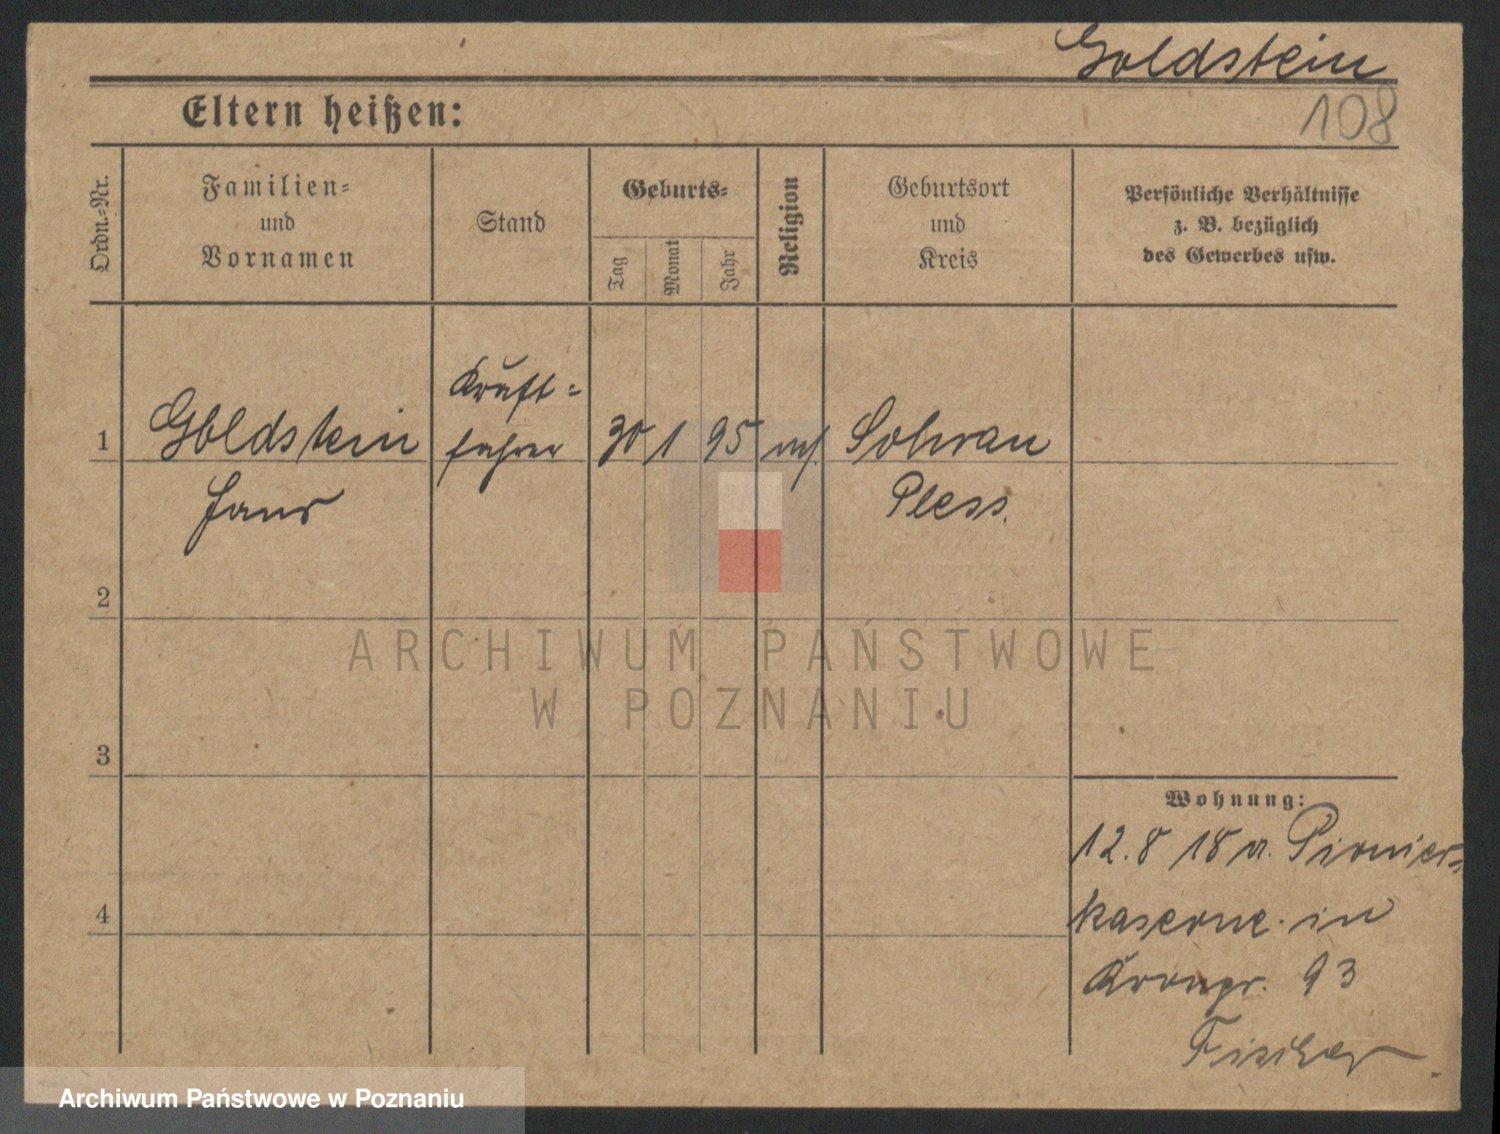 Goldstein
108
Eltern heißen:
Ordn.-Nr.
Familien-
und
Vornamen
Stand
Geburts-
Tag
Monat
Jahr
Religion
Geburtsort
und
Kreis
Persönliche Verhältnisse
z. B. bezüglich
des Gewerbes usw.
1
Goldstein
Hans
Kraft-
fahrer
30
1
95
Sohrau
Pless.
2
3
4
Wohnung:
12.8 18 v. Pionier-
kaserne in
Kronpr. 93
Fischer
ARCHIWUM PAŃSTWOWE
W POZNANIU
Archiwum Państwowe w Poznaniu